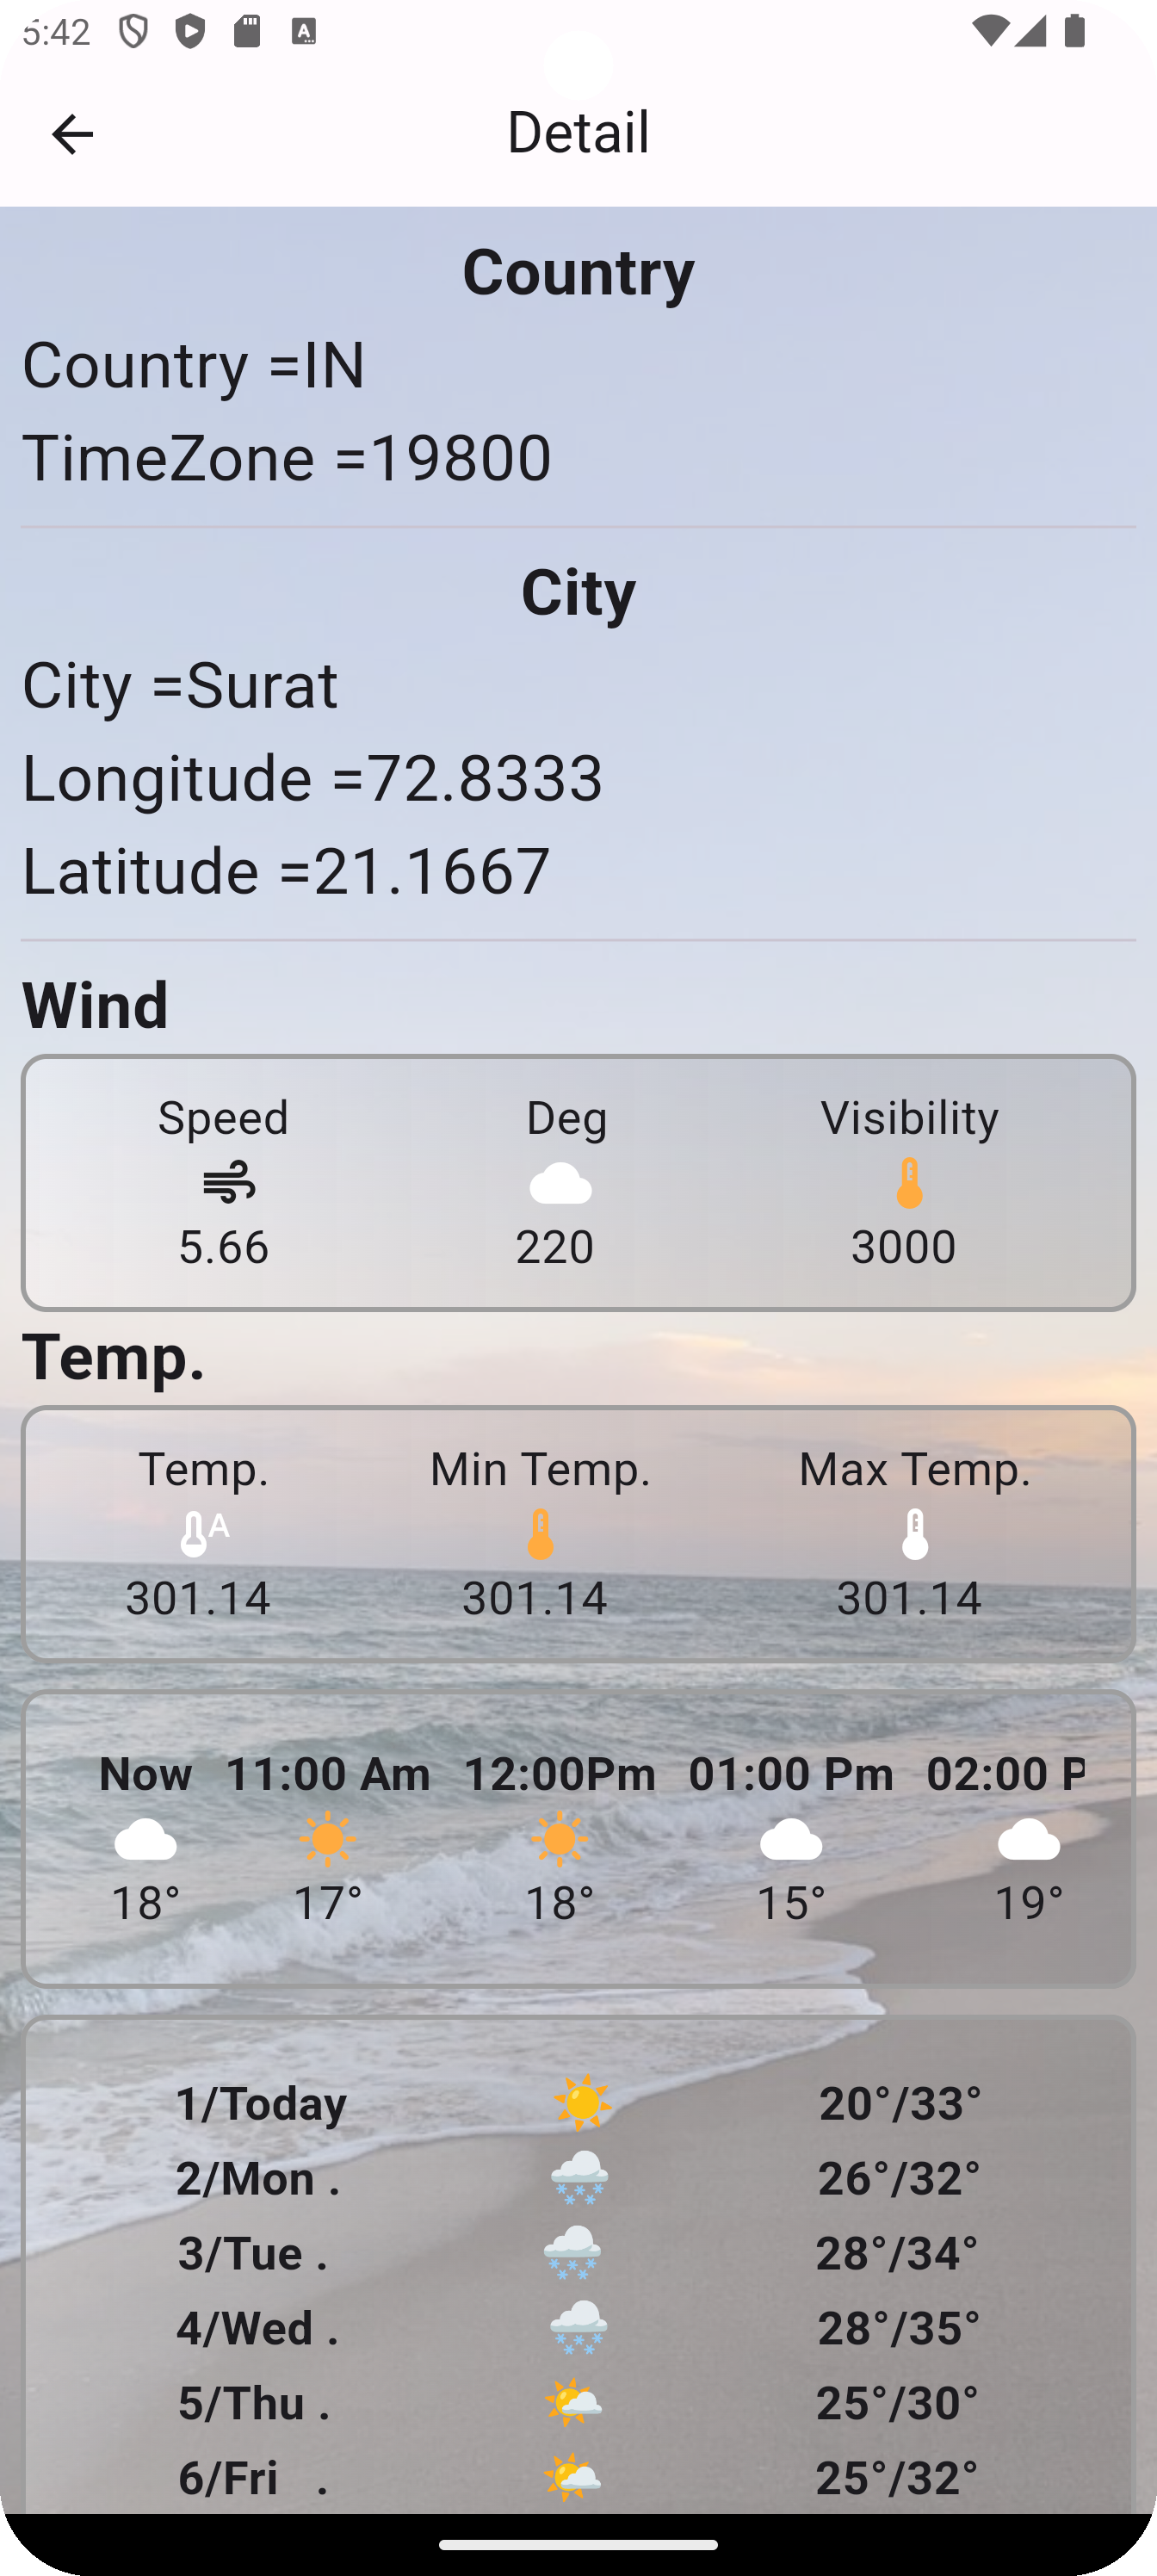 5:42
Detail
Country
Country =IN
TimeZone =19800
City
City =Surat
Longitude =72.8333
Latitude =21.1667
Wind
Speed Deg Visibility
5.66 220 3000
Temp.
Temp. Min Temp. Max Temp.
A
301.14 301.14 301.14
Now 11:00 Am 12:00Pm 01:00 Pm 02:00 P
18° 17° 18° 15° 19°
1/Today 20°/33°
2/Mon . 26°/32°
3/Tue . 28°/34°
4/Wed . 28°/35°
5/Thu . 25°/30°
6/Fri . 25°/32°